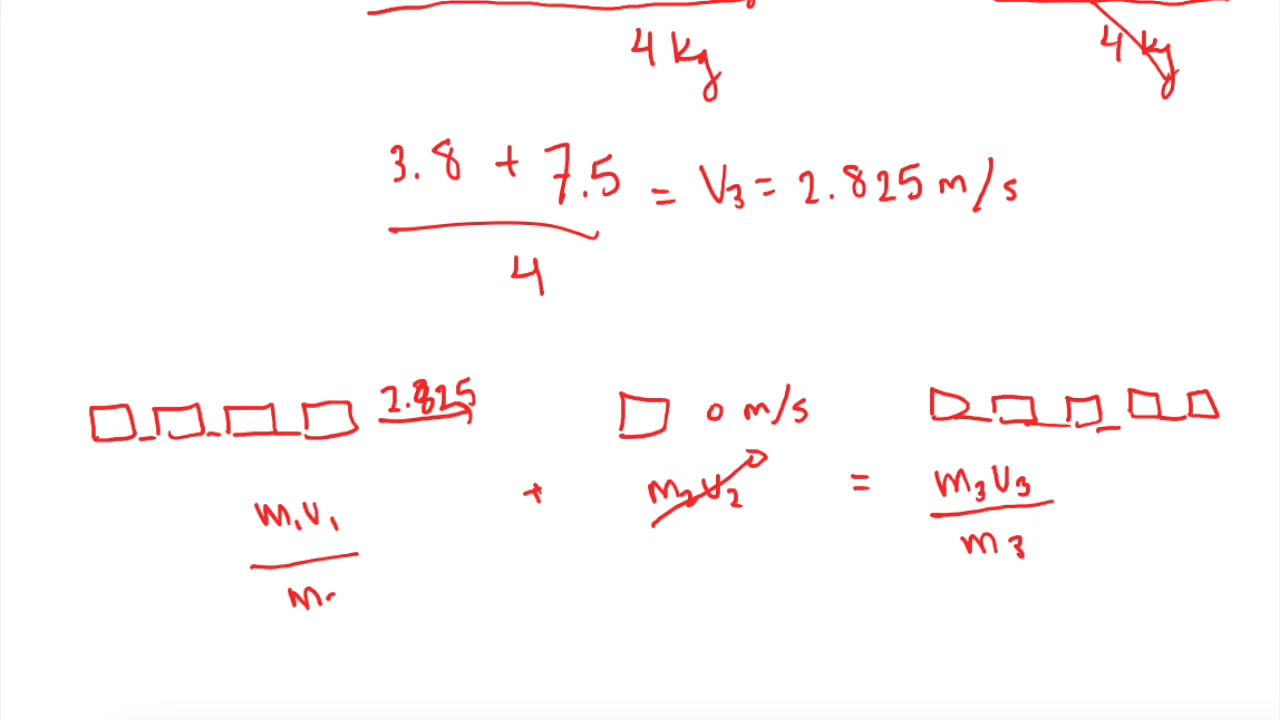 4 kg 4 kg
3.8 + 7.5 = V3 = 2.825 m/s
4
2.825 0 m/s
m1v1 + m2v2 0 = m3v3
m m3